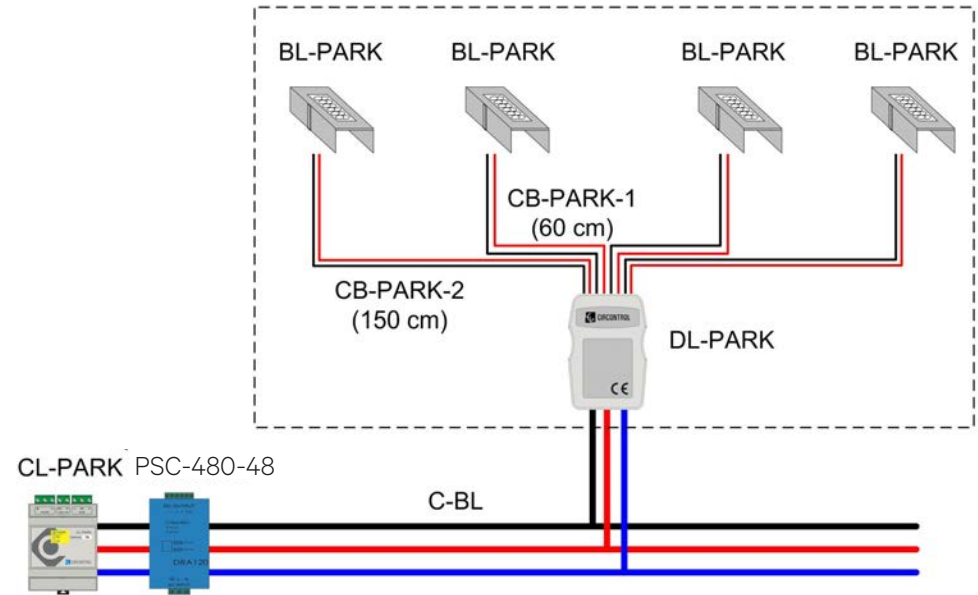 BL-PARK
BL-PARK
BL-PARK
BL-PARK
CB-PARK-1
(60 cm)
CB-PARK-2
(150 cm)
CIRCONTROL
DL-PARK
CE
CL-PARK PSC-480-48
C-BL
DRA120